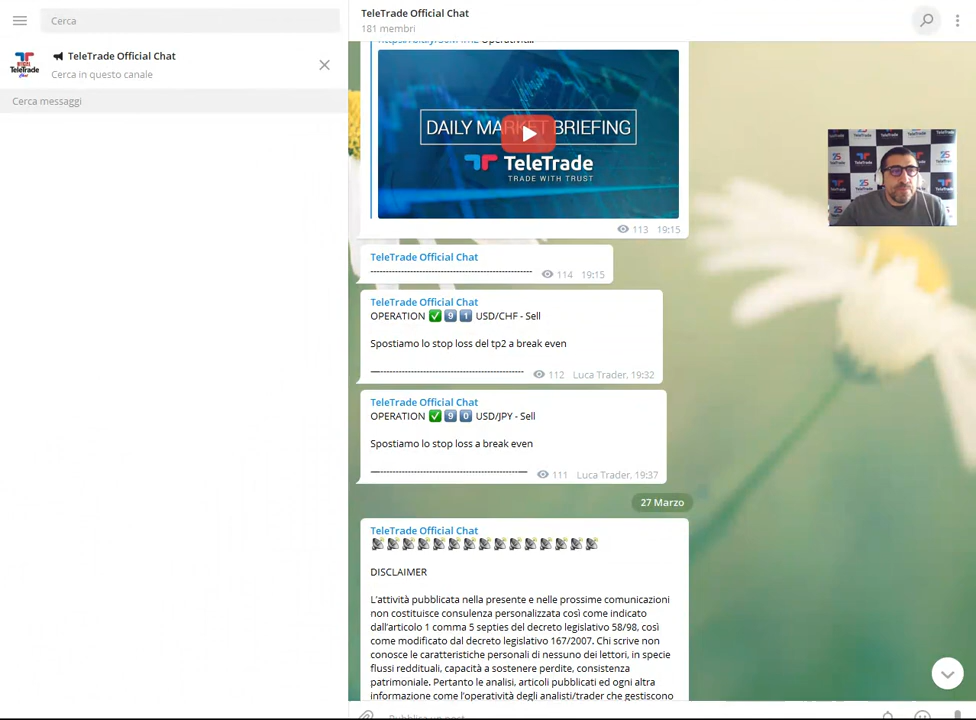 Cerca
TeleTrade Official Chat
181 membri
TeleTrade Official Chat
Cerca in questo canale
Cerca messaggi
DAILY MARKET BRIEFING
TeleTrade
TRADE WITH TRUST
113 19:15
TeleTrade Official Chat
------------------------------------------------------ 114 19:15
TeleTrade Official Chat
OPERATION ✅ 9️⃣ 1️⃣ USD/CHF - Sell
Spostiamo lo stop loss del tp2 a break even
—------------------------------------------------- 112 Luca Trader, 19:32
TeleTrade Official Chat
OPERATION ✅ 9️⃣ 0️⃣ USD/JPY - Sell
Spostiamo lo stop loss a break even
—-----------------------------------------------— 111 Luca Trader, 19:37
27 Marzo
TeleTrade Official Chat
DISCLAIMER
L'attività pubblicata nella presente e nelle prossime comunicazioni
non costituisce consulenza personalizzata così come indicato
dall'articolo 1 comma 5 septies del decreto legislativo 58/98, così
come modificato dal decreto legislativo 167/2007. Chi scrive non
conosce le caratteristiche personali di nessuno dei lettori, in specie
flussi reddituali, capacità a sostenere perdite, consistenza
patrimoniale. Pertanto le analisi, articoli pubblicati ed ogni altra
informazione come l'operatività degli analisti/trader che gestiscono